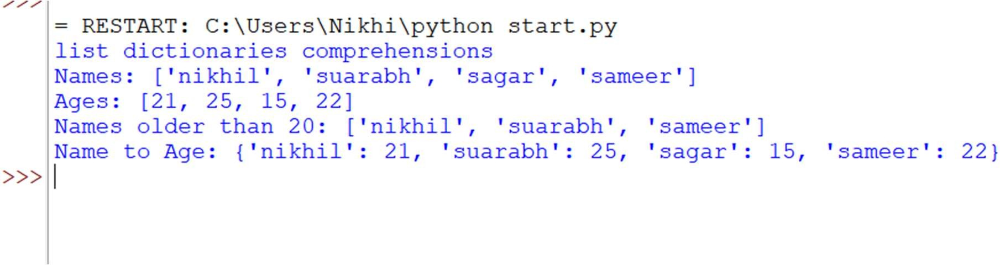 >>>
= RESTART: C:\Users\Nikhi\python start.py
list dictionaries comprehensions
Names: ['nikhil', 'suarabh', 'sagar', 'sameer']
Ages: [21, 25, 15, 22]
Names older than 20: ['nikhil', 'suarabh', 'sameer']
Name to Age: {'nikhil': 21, 'suarabh': 25, 'sagar': 15, 'sameer': 22}
>>>